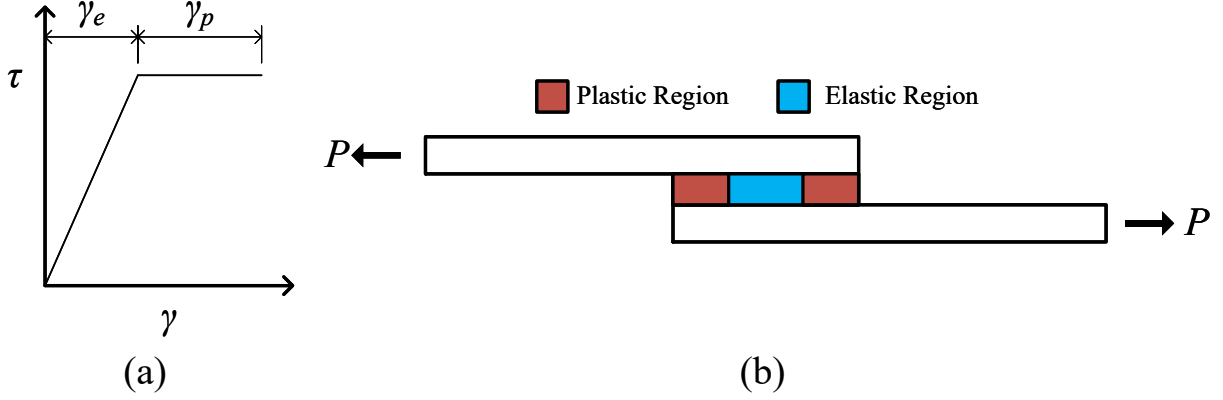 γₑ γₚ
τ
Plastic Region Elastic Region
P
P
γ
(a) (b)